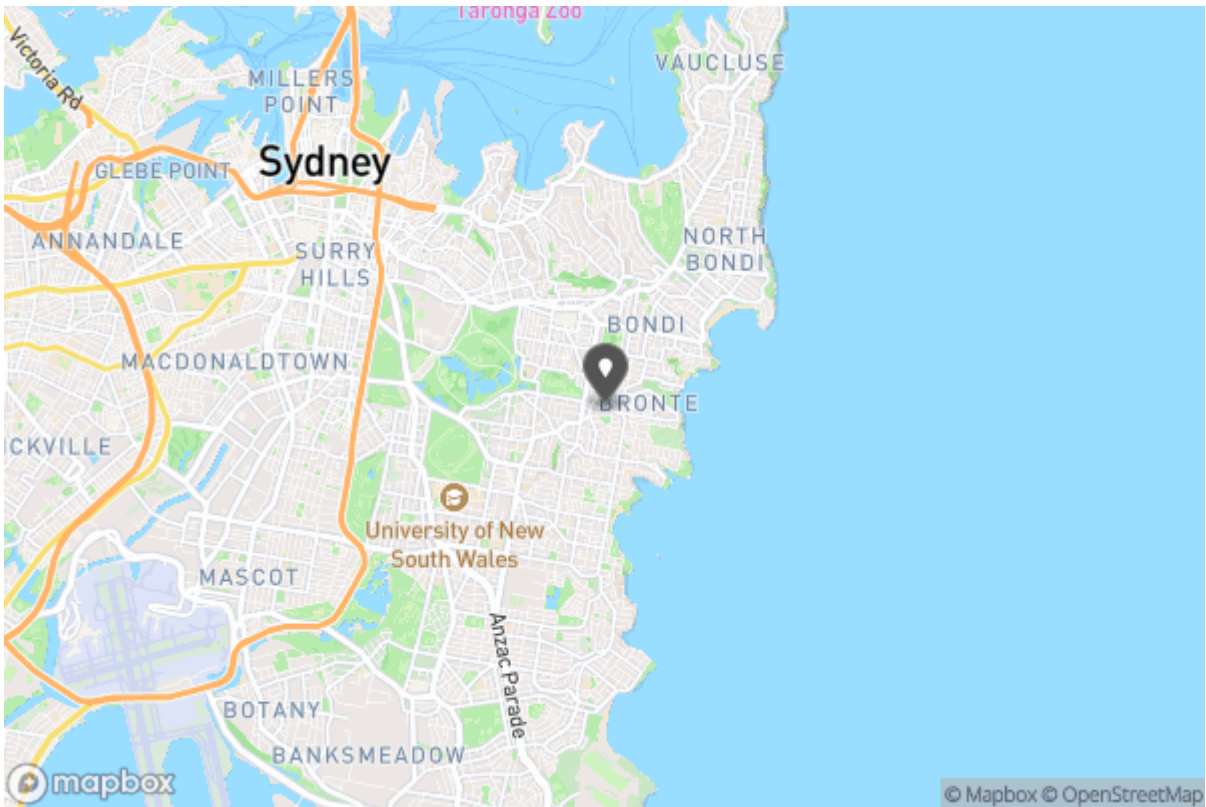 Taronga Zoo
VAUCLUSE
Victoria Rd
MILLERS
POINT
GLEBE POINT
Sydney
ANNANDALE
SURRY
HILLS
NORTH
BONDI
BONDI
MACDONALDTOWN
BRONTE
ICKVILLE
University of New
South Wales
MASCOT
Anzac Parade
BOTANY
BANKSMEADOW
mapbox
© Mapbox © OpenStreetMap